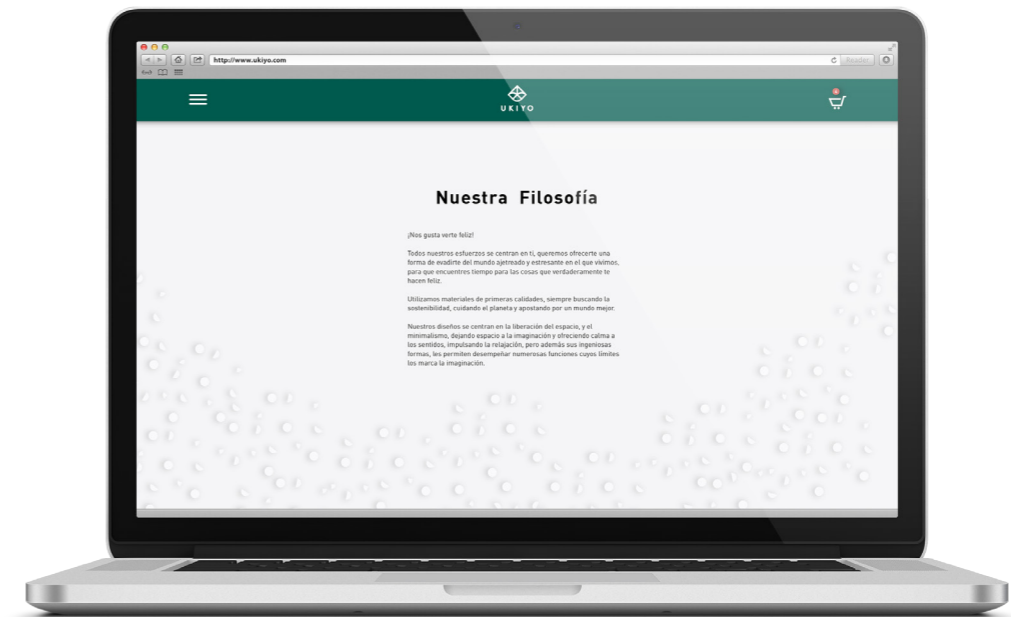 http://www.ukiyo.com
Reader
UKIYO
Nuestra Filosofía
¡Nos gusta verte feliz!
Todos nuestros esfuerzos se centran en ti, queremos ofrecerte una
forma de evadirte del mundo ajetreado y estresante en el que vivimos,
para que encuentres tiempo para las cosas que verdaderamente te
hacen feliz.
Utilizamos materiales de primeras calidades, siempre buscando la
sostenibilidad, cuidando el planeta y apostando por un mundo mejor.
Nuestros diseños se centran en la liberación del espacio, y el
minimalismo, dejando espacio a la imaginación y ofreciendo calma a
los sentidos, impulsando la relajación, pero además sus ingeniosas
formas, les permiten desempeñar numerosas funciones cuyos límites
los marca la imaginación.